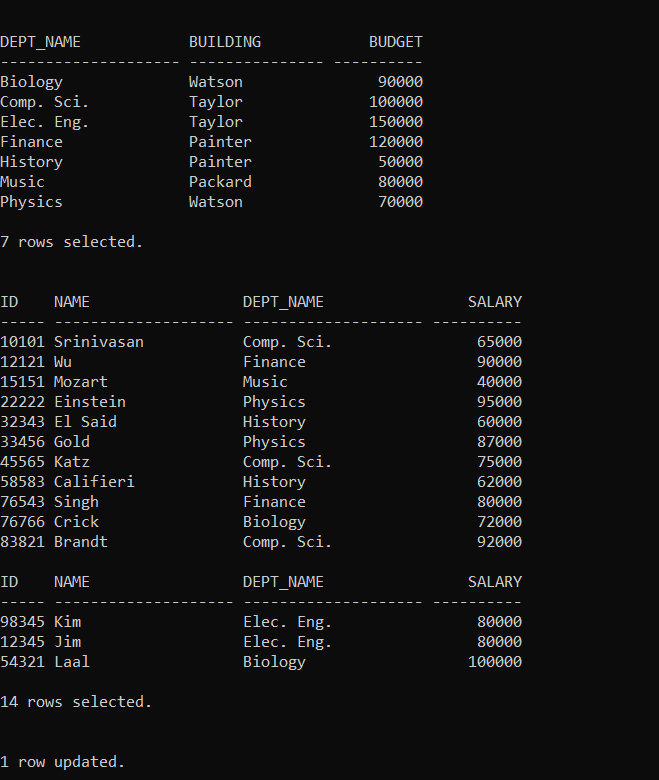 DEPT_NAME            BUILDING            BUDGET
-------------------- --------------- ----------
Biology              Watson               90000
Comp. Sci.           Taylor              100000
Elec. Eng.           Taylor              150000
Finance              Painter             120000
History              Painter              50000
Music                Packard              80000
Physics              Watson               70000
7 rows selected.
ID    NAME                 DEPT_NAME                SALARY
----- -------------------- -------------------- ----------
10101 Srinivasan           Comp. Sci.                65000
12121 Wu                   Finance                   90000
15151 Mozart               Music                     40000
22222 Einstein             Physics                   95000
32343 El Said              History                   60000
33456 Gold                 Physics                   87000
45565 Katz                 Comp. Sci.                75000
58583 Califieri            History                   62000
76543 Singh                Finance                   80000
76766 Crick                Biology                   72000
83821 Brandt               Comp. Sci.                92000
ID    NAME                 DEPT_NAME                SALARY
----- -------------------- -------------------- ----------
98345 Kim                  Elec. Eng.                80000
12345 Jim                  Elec. Eng.                80000
54321 Laal                 Biology                  100000
14 rows selected.
1 row updated.